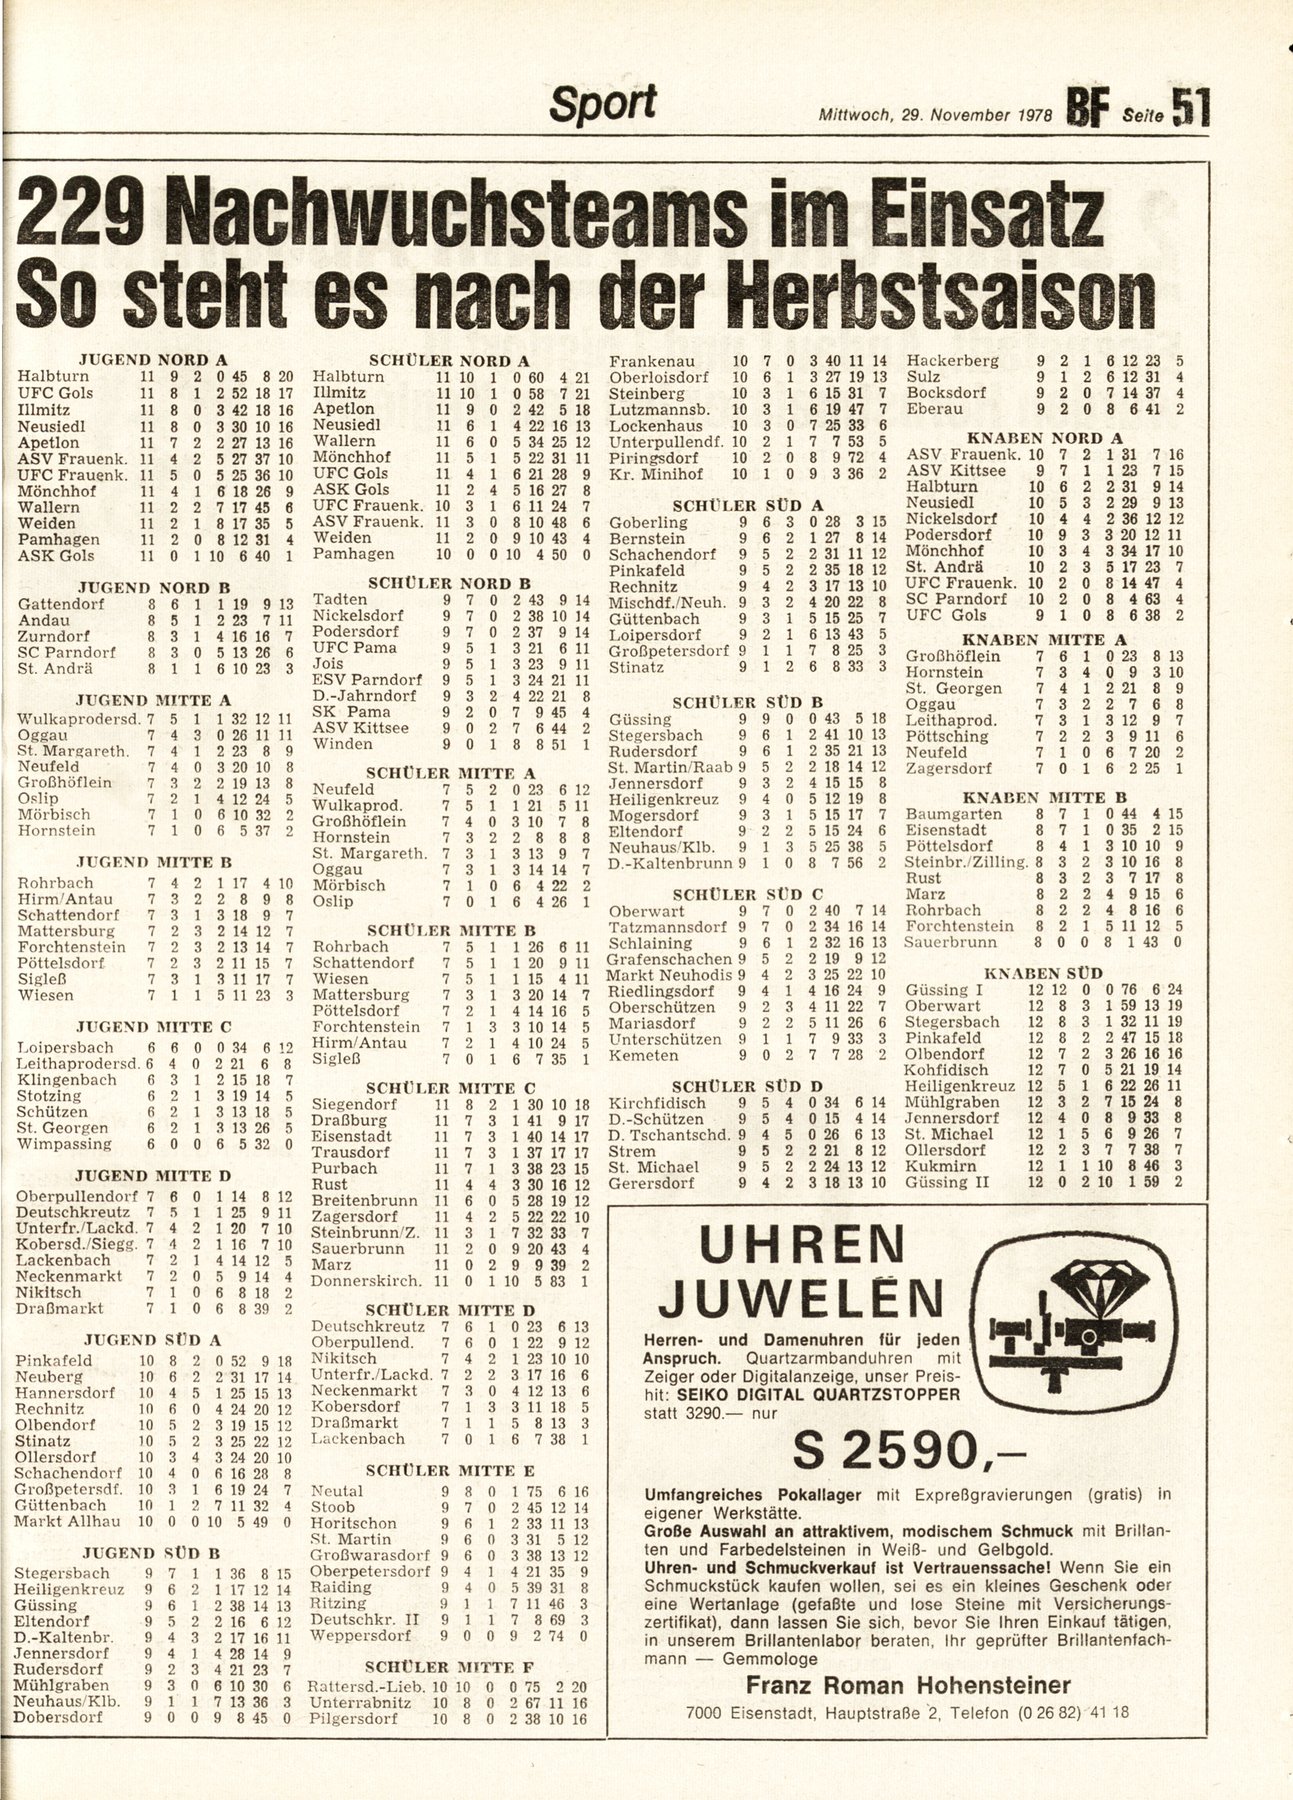 Sport
Mittwoch, 29. November 1978 BF Seite 51
229 Nachwuchsteams im Einsatz
So steht es nach der Herbstsaison
JUGEND NORD A
Halbturn 11 9 2 0 45 8 20
UFC Gols 11 8 1 2 52 18 17
Illmitz 11 8 0 3 42 18 16
Neusiedl 11 8 0 3 30 10 16
Apetlon 11 7 2 2 27 13 16
ASV Frauenk. 11 4 2 5 27 37 10
UFC Frauenk. 11 5 0 5 25 36 10
Mönchhof 11 4 1 6 18 26 9
Wallern 11 2 2 7 17 45 6
Weiden 11 2 1 8 17 35 5
Pamhagen 11 2 0 8 12 31 4
ASK Gols 11 0 1 10 6 40 1
JUGEND NORD B
Gattendorf 8 6 1 1 19 9 13
Andau 8 5 1 2 23 7 11
Zurndorf 8 3 1 4 16 16 7
SC Parndorf 8 3 0 5 13 26 6
St. Andrä 8 1 1 6 10 23 3
JUGEND MITTE A
Wulkaprodersd. 7 5 1 1 32 12 11
Oggau 7 4 3 0 26 11 11
St. Margareth. 7 4 1 2 23 8 9
Neufeld 7 4 0 3 20 10 8
Großhöflein 7 3 2 2 19 13 8
Oslip 7 2 1 4 12 24 5
Mörbisch 7 1 0 6 10 32 2
Hornstein 7 1 0 6 5 37 2
JUGEND MITTE B
Rohrbach 7 4 2 1 17 4 10
Hirm/Antau 7 3 2 2 8 9 8
Schattendorf 7 3 1 3 18 9 7
Mattersburg 7 2 3 2 14 12 7
Forchtenstein 7 2 3 2 13 14 7
Pöttelsdorf 7 2 3 2 11 15 7
Sigleß 7 3 1 3 11 17 7
Wiesen 7 1 1 5 11 23 3
JUGEND MITTE C
Loipersbach 6 6 0 0 34 6 12
Leithaprodersd. 6 4 0 2 21 6 8
Klingenbach 6 3 1 2 15 18 7
Stotzing 6 2 1 3 19 14 5
Schützen 6 2 1 3 13 18 5
St. Georgen 6 2 1 3 13 26 5
Wimpassing 6 0 0 6 5 32 0
JUGEND MITTE D
Oberpullendorf 7 6 0 1 14 8 12
Deutschkreutz 7 5 1 1 25 9 11
Unterfr./Lackd. 7 4 2 1 20 7 10
Kobersd./Siegg. 7 4 2 1 16 7 10
Lackenbach 7 2 1 4 14 12 5
Neckenmarkt 7 2 0 5 9 14 4
Nikitsch 7 1 0 6 8 18 2
Draßmarkt 7 1 0 6 8 39 2
JUGEND SÜD A
Pinkafeld 10 8 2 0 52 9 18
Neuberg 10 6 2 2 31 17 14
Hannersdorf 10 4 5 1 25 15 13
Rechnitz 10 6 0 4 24 20 12
Olbendorf 10 5 2 3 19 15 12
Stinatz 10 5 2 3 25 22 12
Ollersdorf 10 3 4 3 24 20 10
Schachendorf 10 4 0 6 16 28 8
Großpetersdf. 10 3 1 6 19 24 7
Güttenbach 10 1 2 7 11 32 4
Markt Allhau 10 0 0 10 5 49 0
JUGEND SÜD B
Stegersbach 9 7 1 1 36 8 15
Heiligenkreuz 9 6 2 1 17 12 14
Güssing 9 6 1 2 38 14 13
Eltendorf 9 5 2 2 16 6 12
D.-Kaltenbr. 9 4 3 2 17 16 11
Jennersdorf 9 4 1 4 28 14 9
Rudersdorf 9 2 3 4 21 23 7
Mühlgraben 9 3 0 6 10 30 6
Neuhaus/Klb. 9 1 1 7 13 36 3
Dobersdorf 9 0 0 9 8 45 0
SCHÜLER NORD A
Halbturn 11 10 1 0 60 4 21
Illmitz 11 10 1 0 58 7 21
Apetlon 11 9 0 2 42 5 18
Neusiedl 11 6 1 4 22 16 13
Wallern 11 6 0 5 34 25 12
Mönchhof 11 5 1 5 22 31 11
UFC Gols 11 4 1 6 21 28 9
ASK Gols 11 2 4 5 16 27 8
UFC Frauenk. 10 3 1 6 11 24 7
ASV Frauenk. 11 3 0 8 10 48 6
Weiden 11 2 0 9 10 43 4
Pamhagen 10 0 0 10 4 50 0
SCHÜLER NORD B
Tadten 9 7 0 2 43 9 14
Nickelsdorf 9 7 0 2 38 10 14
Podersdorf 9 7 0 2 37 9 14
UFC Pama 9 5 1 3 21 6 11
Jois 9 5 1 3 23 9 11
ESV Parndorf 9 5 1 3 24 21 11
D.-Jahrndorf 9 3 2 4 22 21 8
SK Pama 9 2 0 7 9 45 4
ASV Kittsee 9 0 2 7 6 44 2
Winden 9 0 1 8 8 51 1
SCHÜLER MITTE A
Neufeld 7 5 2 0 23 6 12
Wulkaprod. 7 5 1 1 21 5 11
Großhöflein 7 4 0 3 10 7 8
Hornstein 7 3 2 2 8 8 8
St. Margareth. 7 3 1 3 13 9 7
Oggau 7 3 1 3 14 14 7
Mörbisch 7 1 0 6 4 22 2
Oslip 7 0 1 6 4 26 1
SCHÜLER MITTE B
Rohrbach 7 5 1 1 26 6 11
Schattendorf 7 5 1 1 20 9 11
Wiesen 7 5 1 1 15 4 11
Mattersburg 7 3 1 3 20 14 7
Pöttelsdorf 7 2 1 4 14 16 5
Forchtenstein 7 1 3 3 10 14 5
Hirm/Antau 7 2 1 4 10 24 5
Sigleß 7 0 1 6 7 35 1
SCHÜLER MITTE C
Siegendorf 11 8 2 1 30 10 18
Draßburg 11 7 3 1 41 9 17
Eisenstadt 11 7 3 1 40 14 17
Trausdorf 11 7 3 1 37 17 17
Purbach 11 7 1 3 38 23 15
Rust 11 4 4 3 30 16 12
Breitenbrunn 11 6 0 5 28 19 12
Zagersdorf 11 4 2 5 22 22 10
Steinbrunn/Z. 11 3 1 7 32 33 7
Sauerbrunn 11 2 0 9 20 43 4
Marz 11 0 2 9 9 39 2
Donnerskirch. 11 0 1 10 5 83 1
SCHÜLER MITTE D
Deutschkreutz 7 6 1 0 23 6 13
Oberpullend. 7 6 0 1 22 9 12
Nikitsch 7 4 2 1 23 10 10
Unterfr./Lackd. 7 2 2 3 17 16 6
Neckenmarkt 7 3 0 4 12 13 6
Kobersdorf 7 1 3 3 11 18 5
Draßmarkt 7 1 1 5 8 13 3
Lackenbach 7 0 1 6 7 38 1
SCHÜLER MITTE E
Neutal 9 8 0 1 75 6 16
Stoob 9 7 0 2 45 12 14
Horitschon 9 6 1 2 33 11 13
St. Martin 9 6 0 3 31 5 12
Großwarasdorf 9 6 0 3 38 13 12
Oberpetersdorf 9 4 1 4 21 35 9
Raiding 9 4 0 5 39 31 8
Ritzing 9 1 1 7 11 46 3
Deutschkr. II 9 1 1 7 8 69 3
Weppersdorf 9 0 0 9 2 74 0
SCHÜLER MITTE F
Rattersd.-Lieb. 10 10 0 0 75 2 20
Unterrabnitz 10 8 0 2 67 11 16
Pilgersdorf 10 8 0 2 38 10 16
Frankenau 10 7 0 3 40 11 14
Oberloisdorf 10 6 1 3 27 19 13
Steinberg 10 3 1 6 15 31 7
Lutzmannsb. 10 3 1 6 19 47 7
Lockenhaus 10 3 0 7 25 33 6
Unterpullendf. 10 2 1 7 7 53 5
Piringsdorf 10 2 0 8 9 72 4
Kr. Minihof 10 1 0 9 3 36 2
SCHÜLER SÜD A
Goberling 9 6 3 0 28 3 15
Bernstein 9 6 2 1 27 8 14
Schachendorf 9 5 2 2 31 11 12
Pinkafeld 9 5 2 2 35 18 12
Rechnitz 9 4 2 3 17 13 10
Mischdf./Neuh. 9 3 2 4 20 22 8
Güttenbach 9 3 1 5 15 25 7
Loipersdorf 9 2 1 6 13 43 5
Großpetersdorf 9 1 1 7 8 25 3
Stinatz 9 1 2 6 8 33 3
SCHÜLER SÜD B
Güssing 9 9 0 0 43 5 18
Stegersbach 9 6 1 2 41 10 13
Rudersdorf 9 6 1 2 35 21 13
St. Martin/Raab 9 5 2 2 18 14 12
Jennersdorf 9 3 2 4 15 15 8
Heiligenkreuz 9 4 0 5 12 19 8
Mogersdorf 9 3 1 5 15 17 7
Eltendorf 9 2 2 5 15 24 6
Neuhaus/Klb. 9 1 3 5 25 38 5
D.-Kaltenbrunn 9 1 0 8 7 56 2
SCHÜLER SÜD C
Oberwart 9 7 0 2 40 7 14
Tatzmannsdorf 9 7 0 2 34 16 14
Schlaining 9 6 1 2 32 16 13
Grafenschachen 9 5 2 2 19 9 12
Markt Neuhodis 9 4 2 3 25 22 10
Riedlingsdorf 9 4 1 4 16 24 9
Oberschützen 9 2 3 4 11 22 7
Mariasdorf 9 2 2 5 11 26 6
Unterschützen 9 1 1 7 9 33 3
Kemeten 9 0 2 7 7 28 2
SCHÜLER SÜD D
Kirchfidisch 9 5 4 0 34 6 14
D.-Schützen 9 5 4 0 15 4 14
D. Tschantschd. 9 4 5 0 26 6 13
Strem 9 5 2 2 21 8 12
St. Michael 9 5 2 2 24 13 12
Gerersdorf 9 4 2 3 18 13 10
Hackerberg 9 2 1 6 12 23 5
Sulz 9 1 2 6 12 31 4
Bocksdorf 9 2 0 7 14 37 4
Eberau 9 2 0 8 6 41 2
KNABEN NORD A
ASV Frauenk. 10 7 2 1 31 7 16
ASV Kittsee 9 7 1 1 23 7 15
Halbturn 10 6 2 2 31 9 14
Neusiedl 10 5 3 2 29 9 13
Nickelsdorf 10 4 4 2 36 12 12
Podersdorf 10 9 3 3 20 12 11
Mönchhof 10 3 4 3 34 17 10
St. Andrä 10 2 3 5 17 23 7
UFC Frauenk. 10 2 0 8 14 47 4
SC Parndorf 10 2 0 8 4 63 4
UFC Gols 9 1 0 8 6 38 2
KNABEN MITTE A
Großhöflein 7 6 1 0 23 8 13
Hornstein 7 3 4 0 9 3 10
St. Georgen 7 4 1 2 21 8 9
Oggau 7 3 2 2 7 6 8
Leithaprod. 7 3 1 3 12 9 7
Pöttsching 7 2 2 3 9 11 6
Neufeld 7 1 0 6 7 20 2
Zagersdorf 7 0 1 6 2 25 1
KNABEN MITTE B
Baumgarten 8 7 1 0 44 4 15
Eisenstadt 8 7 1 0 35 2 15
Pöttelsdorf 8 4 1 3 10 10 9
Steinbr./Zilling. 8 3 2 3 10 16 8
Rust 8 3 2 3 7 17 8
Marz 8 2 2 4 9 15 6
Rohrbach 8 2 2 4 8 16 6
Forchtenstein 8 2 1 5 11 12 5
Sauerbrunn 8 0 0 8 1 43 0
KNABEN SÜD
Güssing I 12 12 0 0 76 6 24
Oberwart 12 8 3 1 59 13 19
Stegersbach 12 8 3 1 32 11 19
Pinkafeld 12 8 2 2 47 15 18
Olbendorf 12 7 2 3 26 16 16
Kohfidisch 12 7 0 5 21 19 14
Heiligenkreuz 12 5 1 6 22 26 11
Mühlgraben 12 3 2 7 15 24 8
Jennersdorf 12 4 0 8 9 33 8
St. Michael 12 1 5 6 9 26 7
Ollersdorf 12 2 3 7 7 38 7
Kukmirn 12 1 1 10 8 46 3
Güssing II 12 0 2 10 1 59 2
UHREN
JUWELEN
Herren- und Damenuhren für jeden
Anspruch. Quartzarmbanduhren mit
Zeiger oder Digitalanzeige, unser Preis-
hit: SEIKO DIGITAL QUARTZSTOPPER
statt 3290.— nur
S 2590,—
Umfangreiches Pokallager mit Expreßgravierungen (gratis) in
eigener Werkstätte.
Große Auswahl an attraktivem, modischem Schmuck mit Brillan-
ten und Farbedelsteinen in Weiß- und Gelbgold.
Uhren- und Schmuckverkauf ist Vertrauenssache! Wenn Sie ein
Schmuckstück kaufen wollen, sei es ein kleines Geschenk oder
eine Wertanlage (gefaßte und lose Steine mit Versicherungs-
zertifikat), dann lassen Sie sich, bevor Sie Ihren Einkauf tätigen,
in unserem Brillantenlabor beraten, Ihr geprüfter Brillantenfach-
mann — Gemmologe
Franz Roman Hohensteiner
7000 Eisenstadt, Hauptstraße 2, Telefon (0 26 82) 41 18